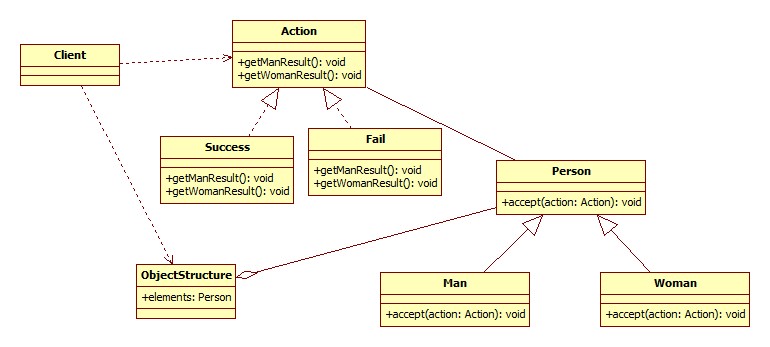 Action
+getManResult(): void
+getWomanResult(): void
Client
Success
+getManResult(): void
+getWomanResult(): void
Fail
+getManResult(): void
+getWomanResult(): void
Person
+accept(action: Action): void
ObjectStructure
+elements: Person
Man
+accept(action: Action): void
Woman
+accept(action: Action): void